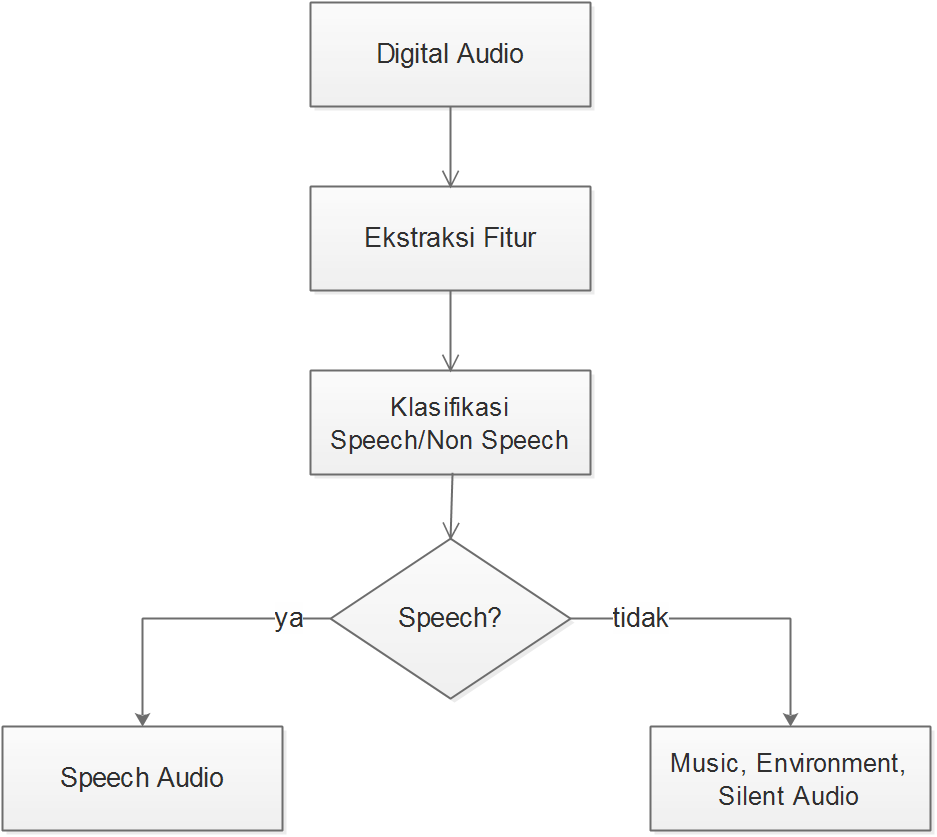 Digital Audio
Ekstraksi Fitur
Klasifikasi
Speech/Non Speech
Speech?
ya
tidak
Speech Audio
Music, Environment,
Silent Audio